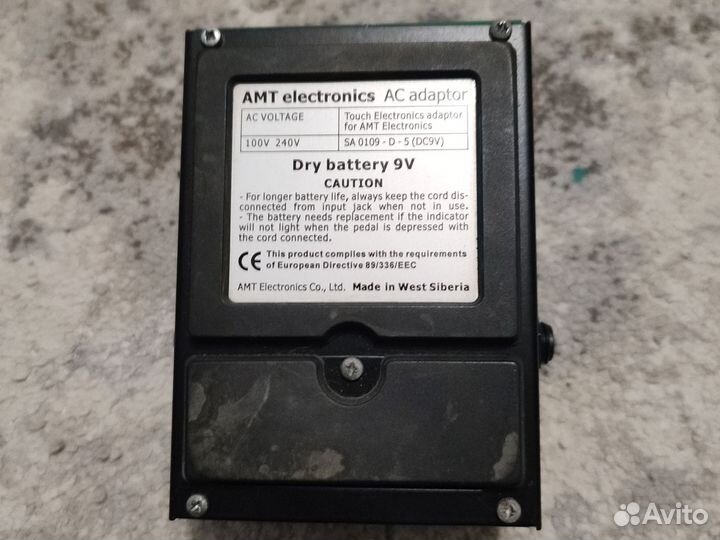 AMT electronics AC adaptor
AC VOLTAGE
Touch Electronics adaptor
for AMT Electronics
100V 240V
SA 0109 - D - 5 (DC9V)
Dry battery 9V
CAUTION
- For longer battery life, always keep the cord dis-
connected from input jack when not in use.
- The battery needs replacement if the indicator
will not light when the pedal is depressed with
the cord connected.
CE This product complies with the requirements
of European Directive 89/336/EEC
AMT Electronics Co., Ltd. Made in West Siberia
Avito